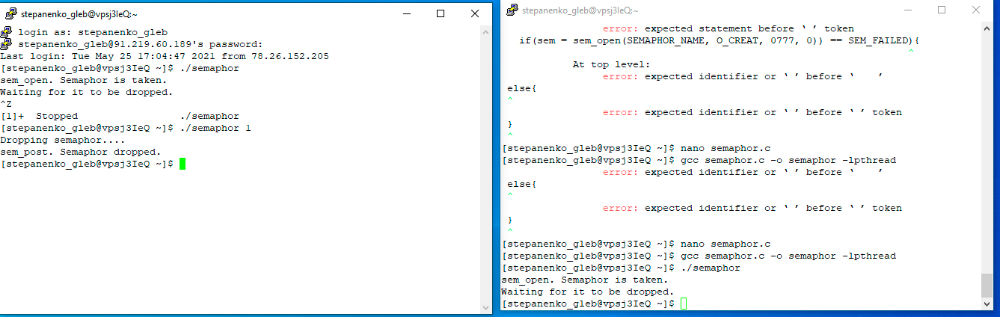 stepanenko_gleb@vpsj3IeQ:~
login as: stepanenko_gleb
stepanenko_gleb@91.219.60.189's password:
Last login: Tue May 25 17:04:47 2021 from 78.26.152.205
[stepanenko_gleb@vpsj3IeQ ~]$ ./semaphor
sem_open. Semaphor is taken.
Waiting for it to be dropped.
^Z
[1]+  Stopped                 ./semaphor
[stepanenko_gleb@vpsj3IeQ ~]$ ./semaphor 1
Dropping semaphor....
sem_post. Semaphor dropped.
[stepanenko_gleb@vpsj3IeQ ~]$
stepanenko_gleb@vpsj3IeQ:~
error: expected statement before ‘ ’ token
if(sem = sem_open(SEMAPHOR_NAME, O_CREAT, 0777, 0)) == SEM_FAILED){
^
At top level:
error: expected identifier or ‘ ’ before ‘    ’
else{
^
error: expected identifier or ‘ ’ before ‘ ’ token
}
^
[stepanenko_gleb@vpsj3IeQ ~]$ nano semaphor.c
[stepanenko_gleb@vpsj3IeQ ~]$ gcc semaphor.c -o semaphor -lpthread
error: expected identifier or ‘ ’ before ‘    ’
else{
^
error: expected identifier or ‘ ’ before ‘ ’ token
}
^
[stepanenko_gleb@vpsj3IeQ ~]$ nano semaphor.c
[stepanenko_gleb@vpsj3IeQ ~]$ gcc semaphor.c -o semaphor -lpthread
[stepanenko_gleb@vpsj3IeQ ~]$ ./semaphor
sem_open. Semaphor is taken.
Waiting for it to be dropped.
[stepanenko_gleb@vpsj3IeQ ~]$